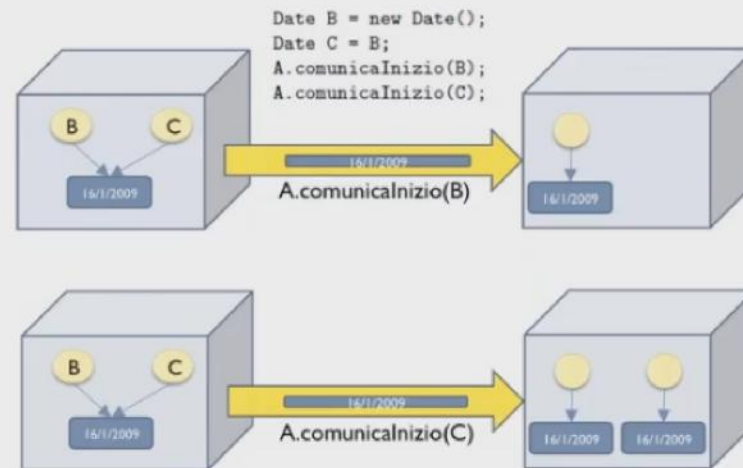 Date B = new Date();
Date C = B;
A.comunicaInizio(B);
A.comunicaInizio(C);
B
C
16/1/2009
16/1/2009
A.comunicaInizio(B)
16/1/2009
B
C
16/1/2009
16/1/2009
A.comunicaInizio(C)
16/1/2009
16/1/2009